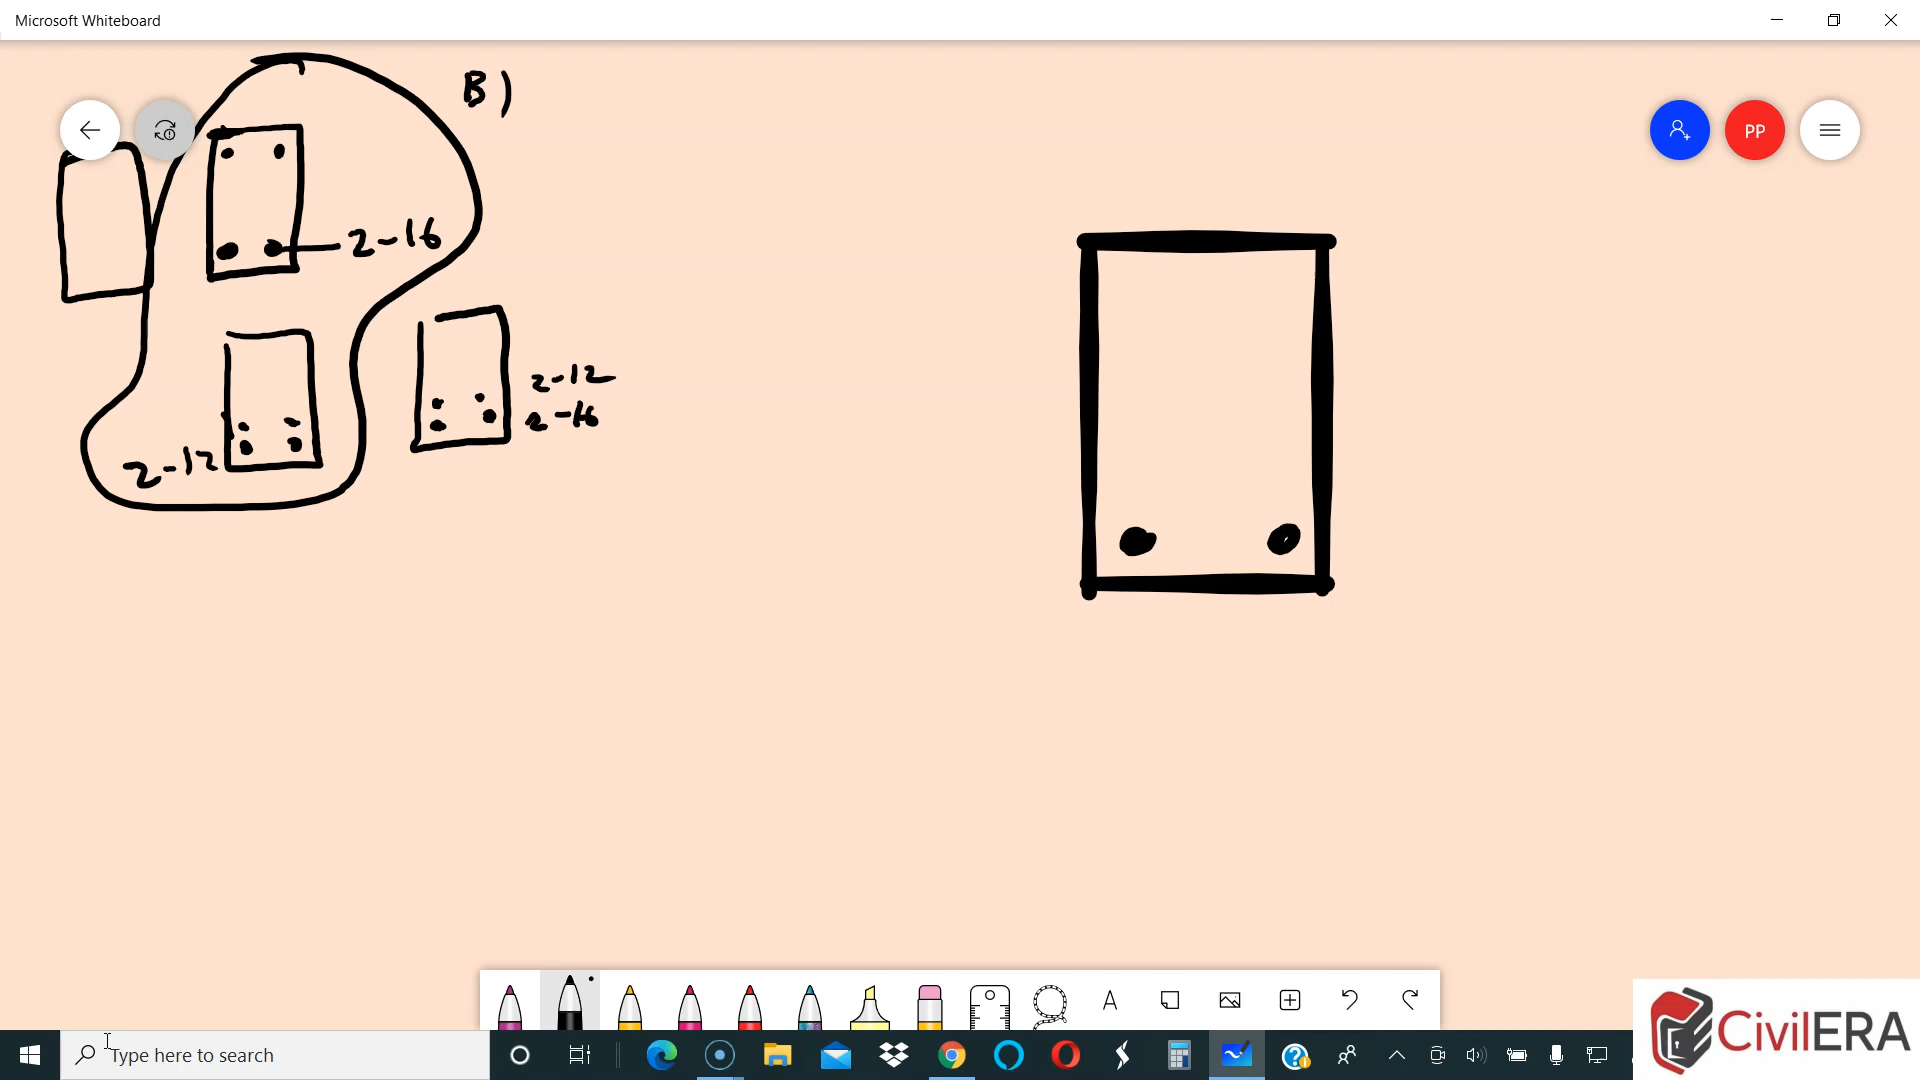 Microsoft Whiteboard
B)
PP
2-16
2-12
2-16
2-12
A
Type here to search
CivilERA